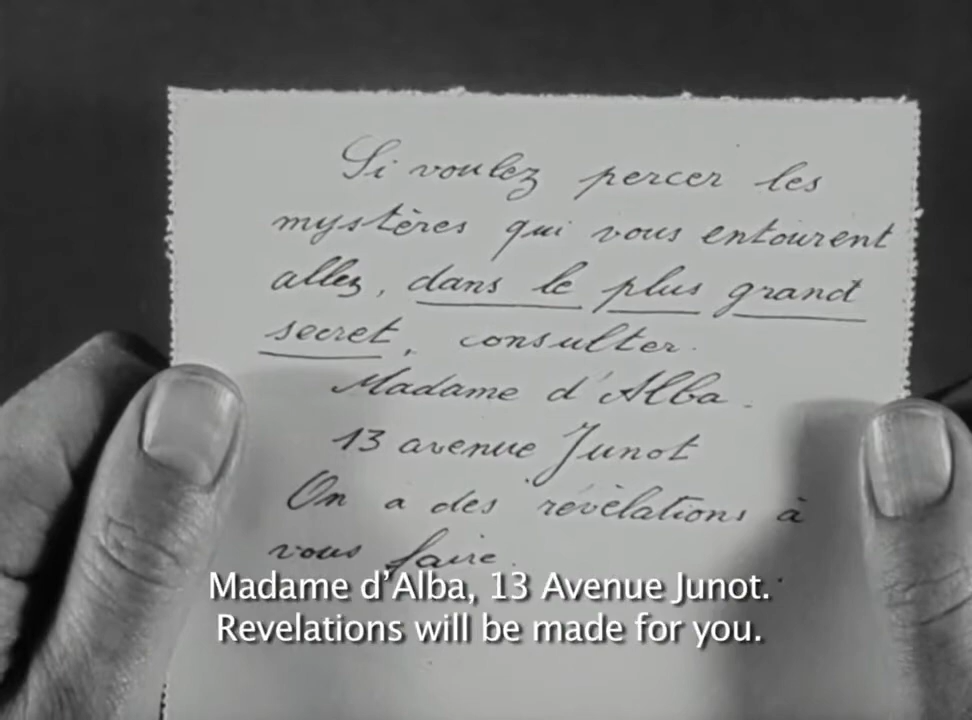 Si voulez percer les
mystères qui vous entourent
allez, dans le plus grand
secret, consulter.
Madame d'Alba.
13 avenue Junot
On a des révèlations à
vous faire.
Madame d'Alba, 13 Avenue Junot.
Revelations will be made for you.